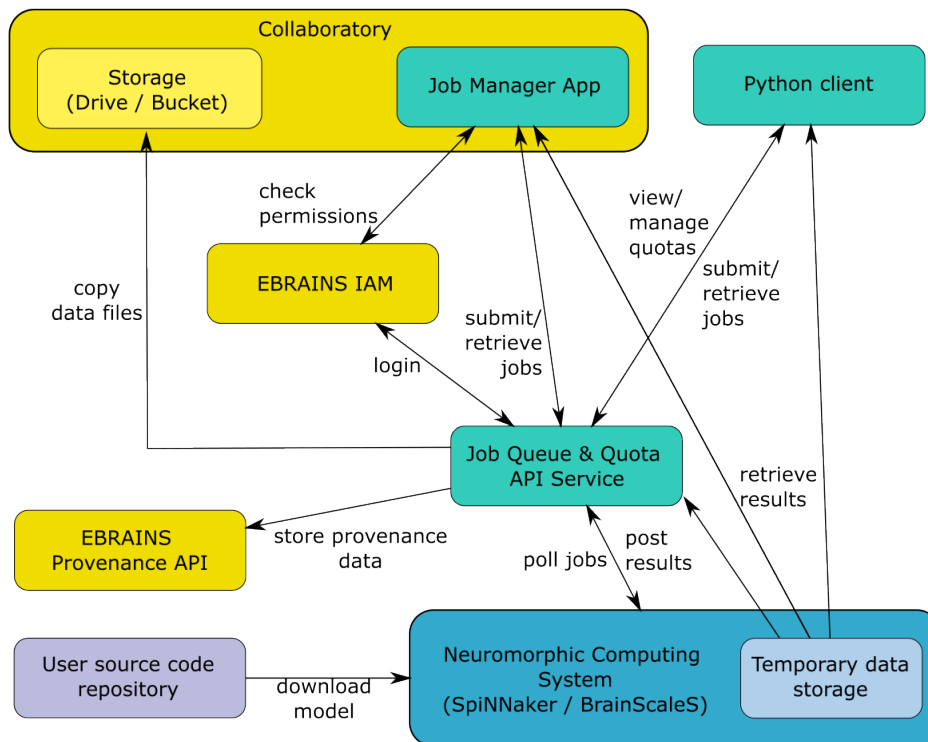 Collaboratory
Storage
(Drive / Bucket)
Job Manager App
Python client
check
permissions
view/
manage
quotas
EBRAINS IAM
copy
data files
submit/
retrieve
jobs
submit/
retrieve
jobs
login
Job Queue & Quota
API Service
retrieve
results
EBRAINS
Provenance API
store provenance
data
poll jobs
post
results
User source code
repository
download
model
Neuromorphic Computing
System
(SpiNNaker / BrainScaleS)
Temporary data
storage